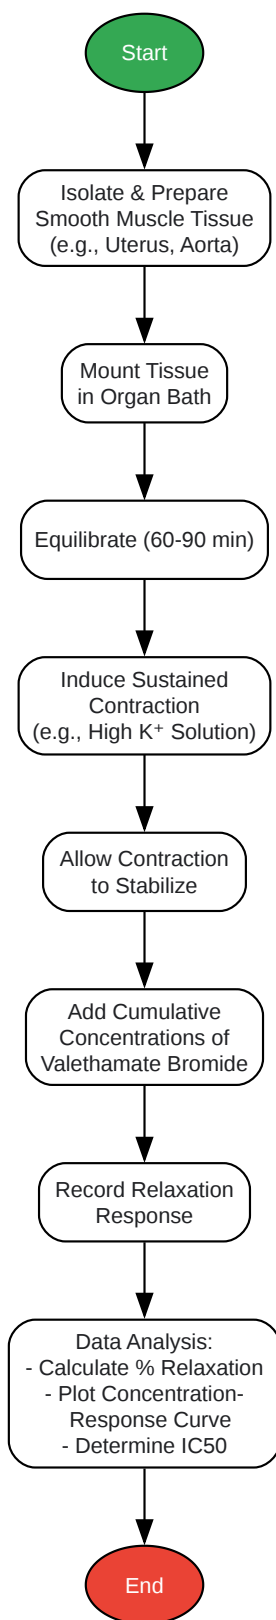 Start
Isolate & Prepare
Smooth Muscle Tissue
(e.g., Uterus, Aorta)
Mount Tissue
in Organ Bath
Equilibrate (60-90 min)
Induce Sustained
Contraction
(e.g., High K⁺ Solution)
Allow Contraction
to Stabilize
Add Cumulative
Concentrations of
Valethamate Bromide
Record Relaxation
Response
Data Analysis:
- Calculate % Relaxation
- Plot Concentration-
Response Curve
- Determine IC50
End